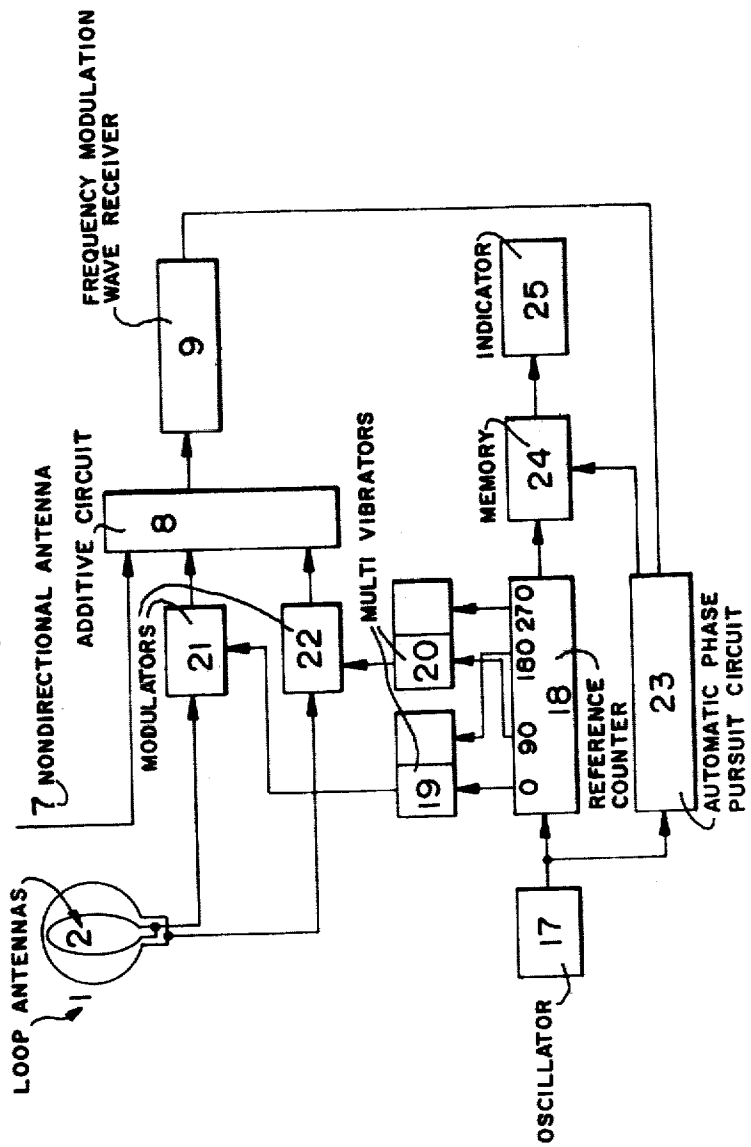 LOOP ANTENNAS
1
2
7 NONDIRECTIONAL ANTENNA
ADDITIVE CIRCUIT
8
FREQUENCY MODULATION
WAVE RECEIVER
9
MODULATORS
21
22
MULTI VIBRATORS
19
20
0 90 180 270
18
REFERENCE
COUNTER
MEMORY
24
INDICATOR
25
OSCILLATOR
17
23
AUTOMATIC PHASE
PURSUIT CIRCUIT